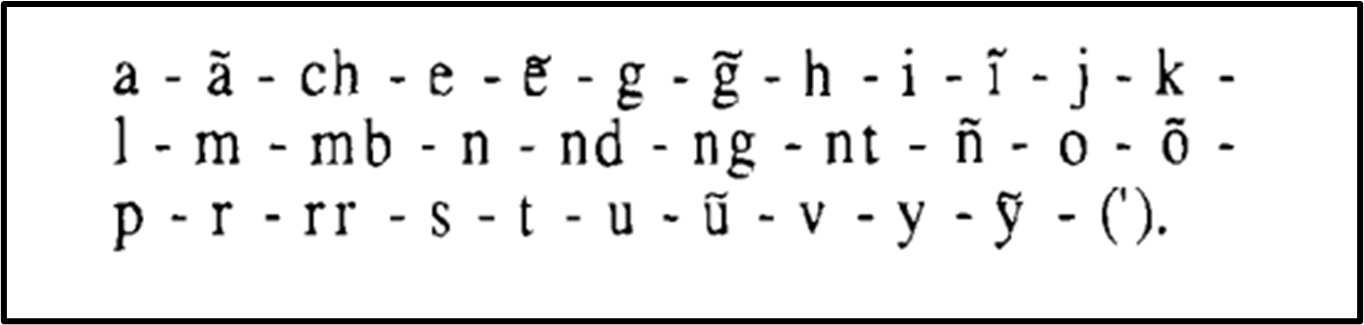 a - ã - ch - e - ẽ - g - g̃ - h - i - ĩ - j - k -
l - m - mb - n - nd - ng - nt - ñ - o - õ -
p - r - rr - s - t - u - ũ - v - y - ỹ - (').